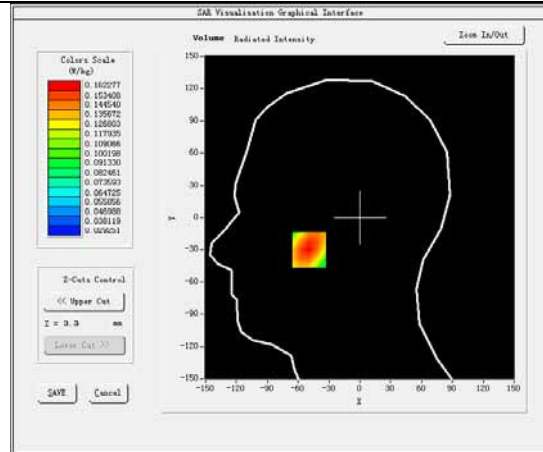 SAR Visualisation Graphical Interface
Volume Radiated Intensity
Zoom In/Out
Colors Scale
(W/kg)
0.162277
0.153408
0.144540
0.135672
0.126803
0.117935
0.109066
0.100198
0.091330
0.082461
0.073593
0.064725
0.055856
0.046988
0.038119
150
120
90
60
30
0
-30
-60
-90
-120
-150
Y
-150 -120 -90 -60 -30 0 30 60 90 120 150
X
Z-Cuts Control
<< Upper Cut
Z = 3.3 mm
Lower Cut >>
SAVE Cancel